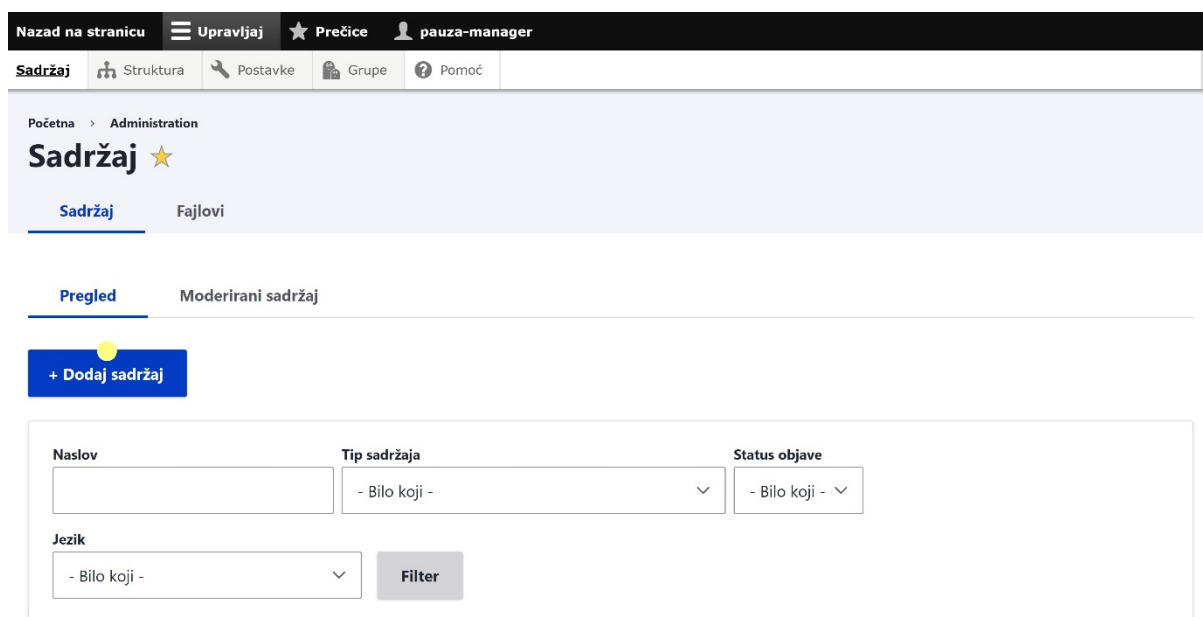 Nazad na stranicu Upravljaj Prečice pauza-manager
Sadržaj Struktura Postavke Grupe Pomoć
Početna > Administration
Sadržaj
Sadržaj Fajlovi
Pregled Moderirani sadržaj
+ Dodaj sadržaj
Naslov Tip sadržaja Status objave
- Bilo koji - - Bilo koji -
Jezik
- Bilo koji - Filter